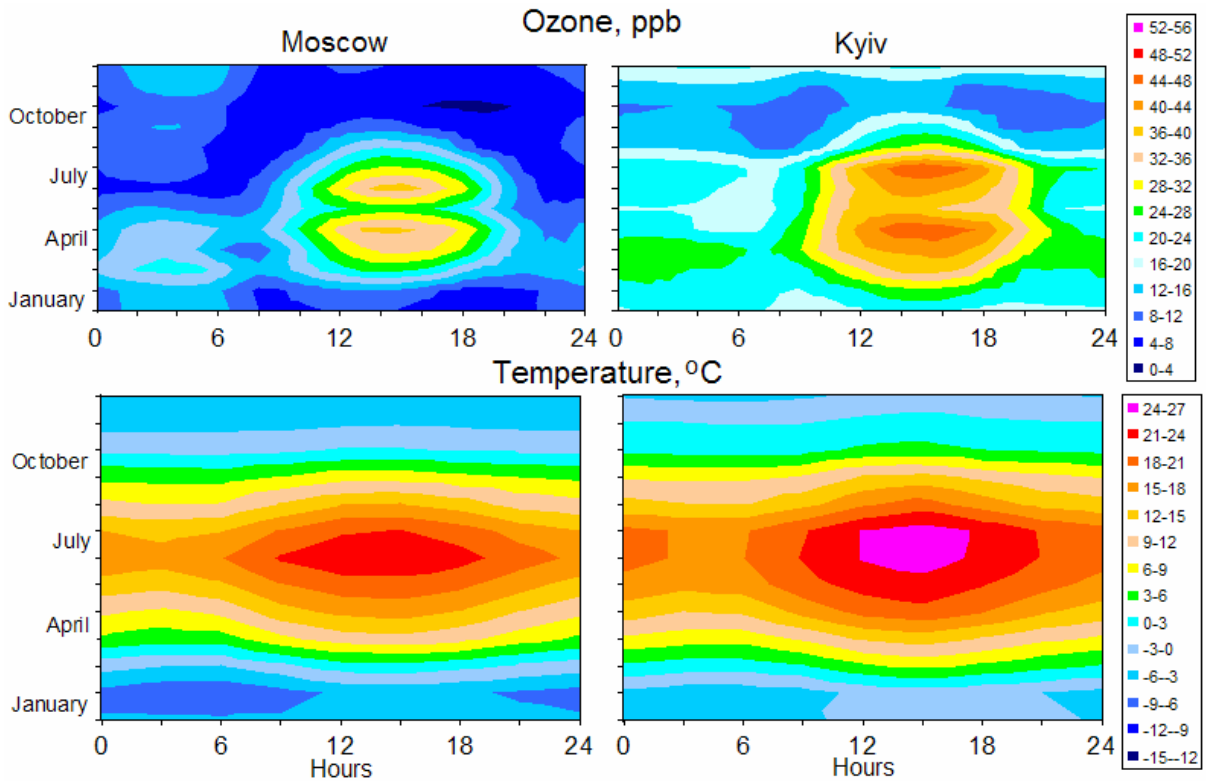 Ozone, ppb
Moscow
Kyiv
October
July
April
January
0 6 12 18 24
0 6 12 18 24
52-56
48-52
44-48
40-44
36-40
32-36
28-32
24-28
20-24
16-20
12-16
8-12
4-8
0-4
Temperature, ⁰C
October
July
April
January
0 6 12 18 24
Hours
0 6 12 18 24
Hours
24-27
21-24
18-21
15-18
12-15
9-12
6-9
3-6
0-3
-3-0
-6--3
-9--6
-12--9
-15--12